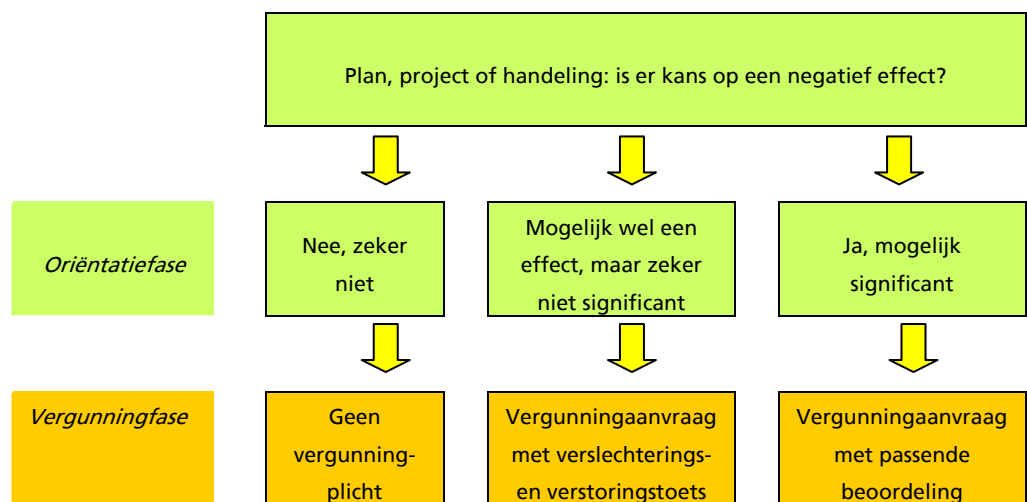 Plan, project of handeling: is er kans op een negatief effect?
Oriëntatiefase
Nee, zeker
niet
Mogelijk wel een
effect, maar zeker
niet significant
Ja, mogelijk
significant
Vergunningfase
Geen
vergunning-
plicht
Vergunningaanvraag
met verslechterings-
en verstoringstoets
Vergunningaanvraag
met passende
beoordeling